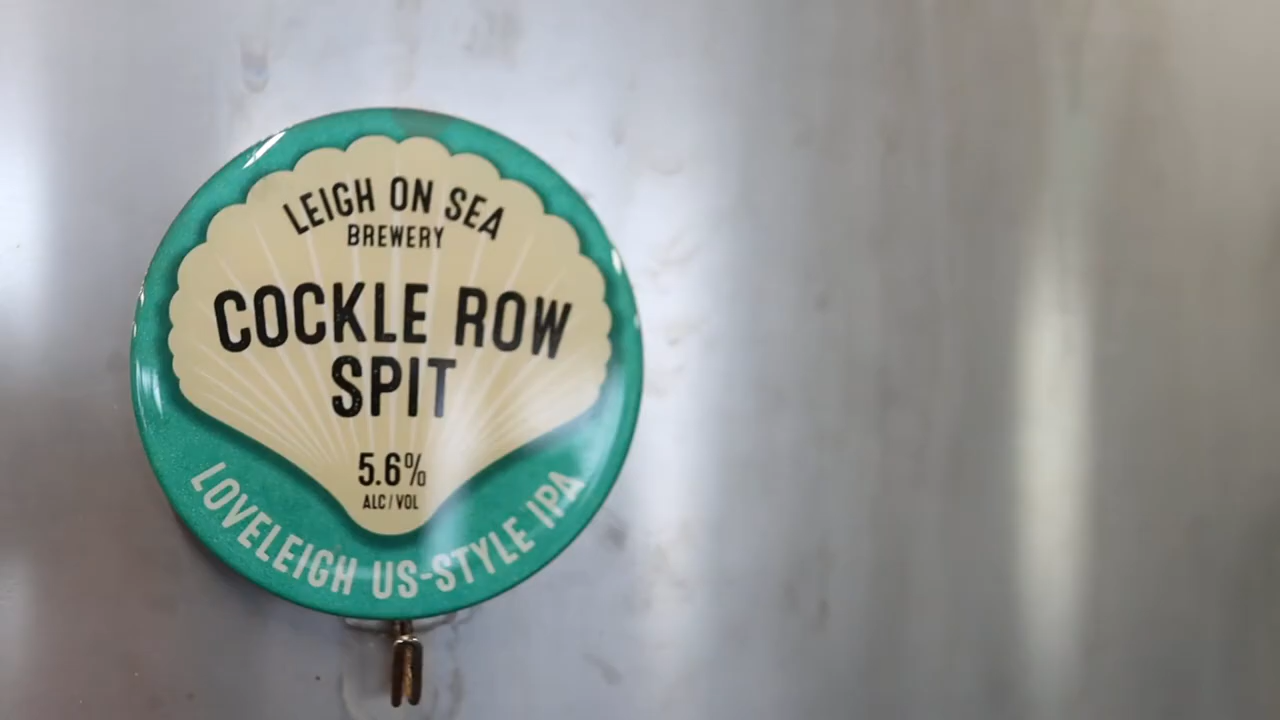 LEIGH ON SEA
BREWERY
COCKLE ROW
SPIT
5.6%
ALC/VOL
LOVELEIGH US-STYLE IPA